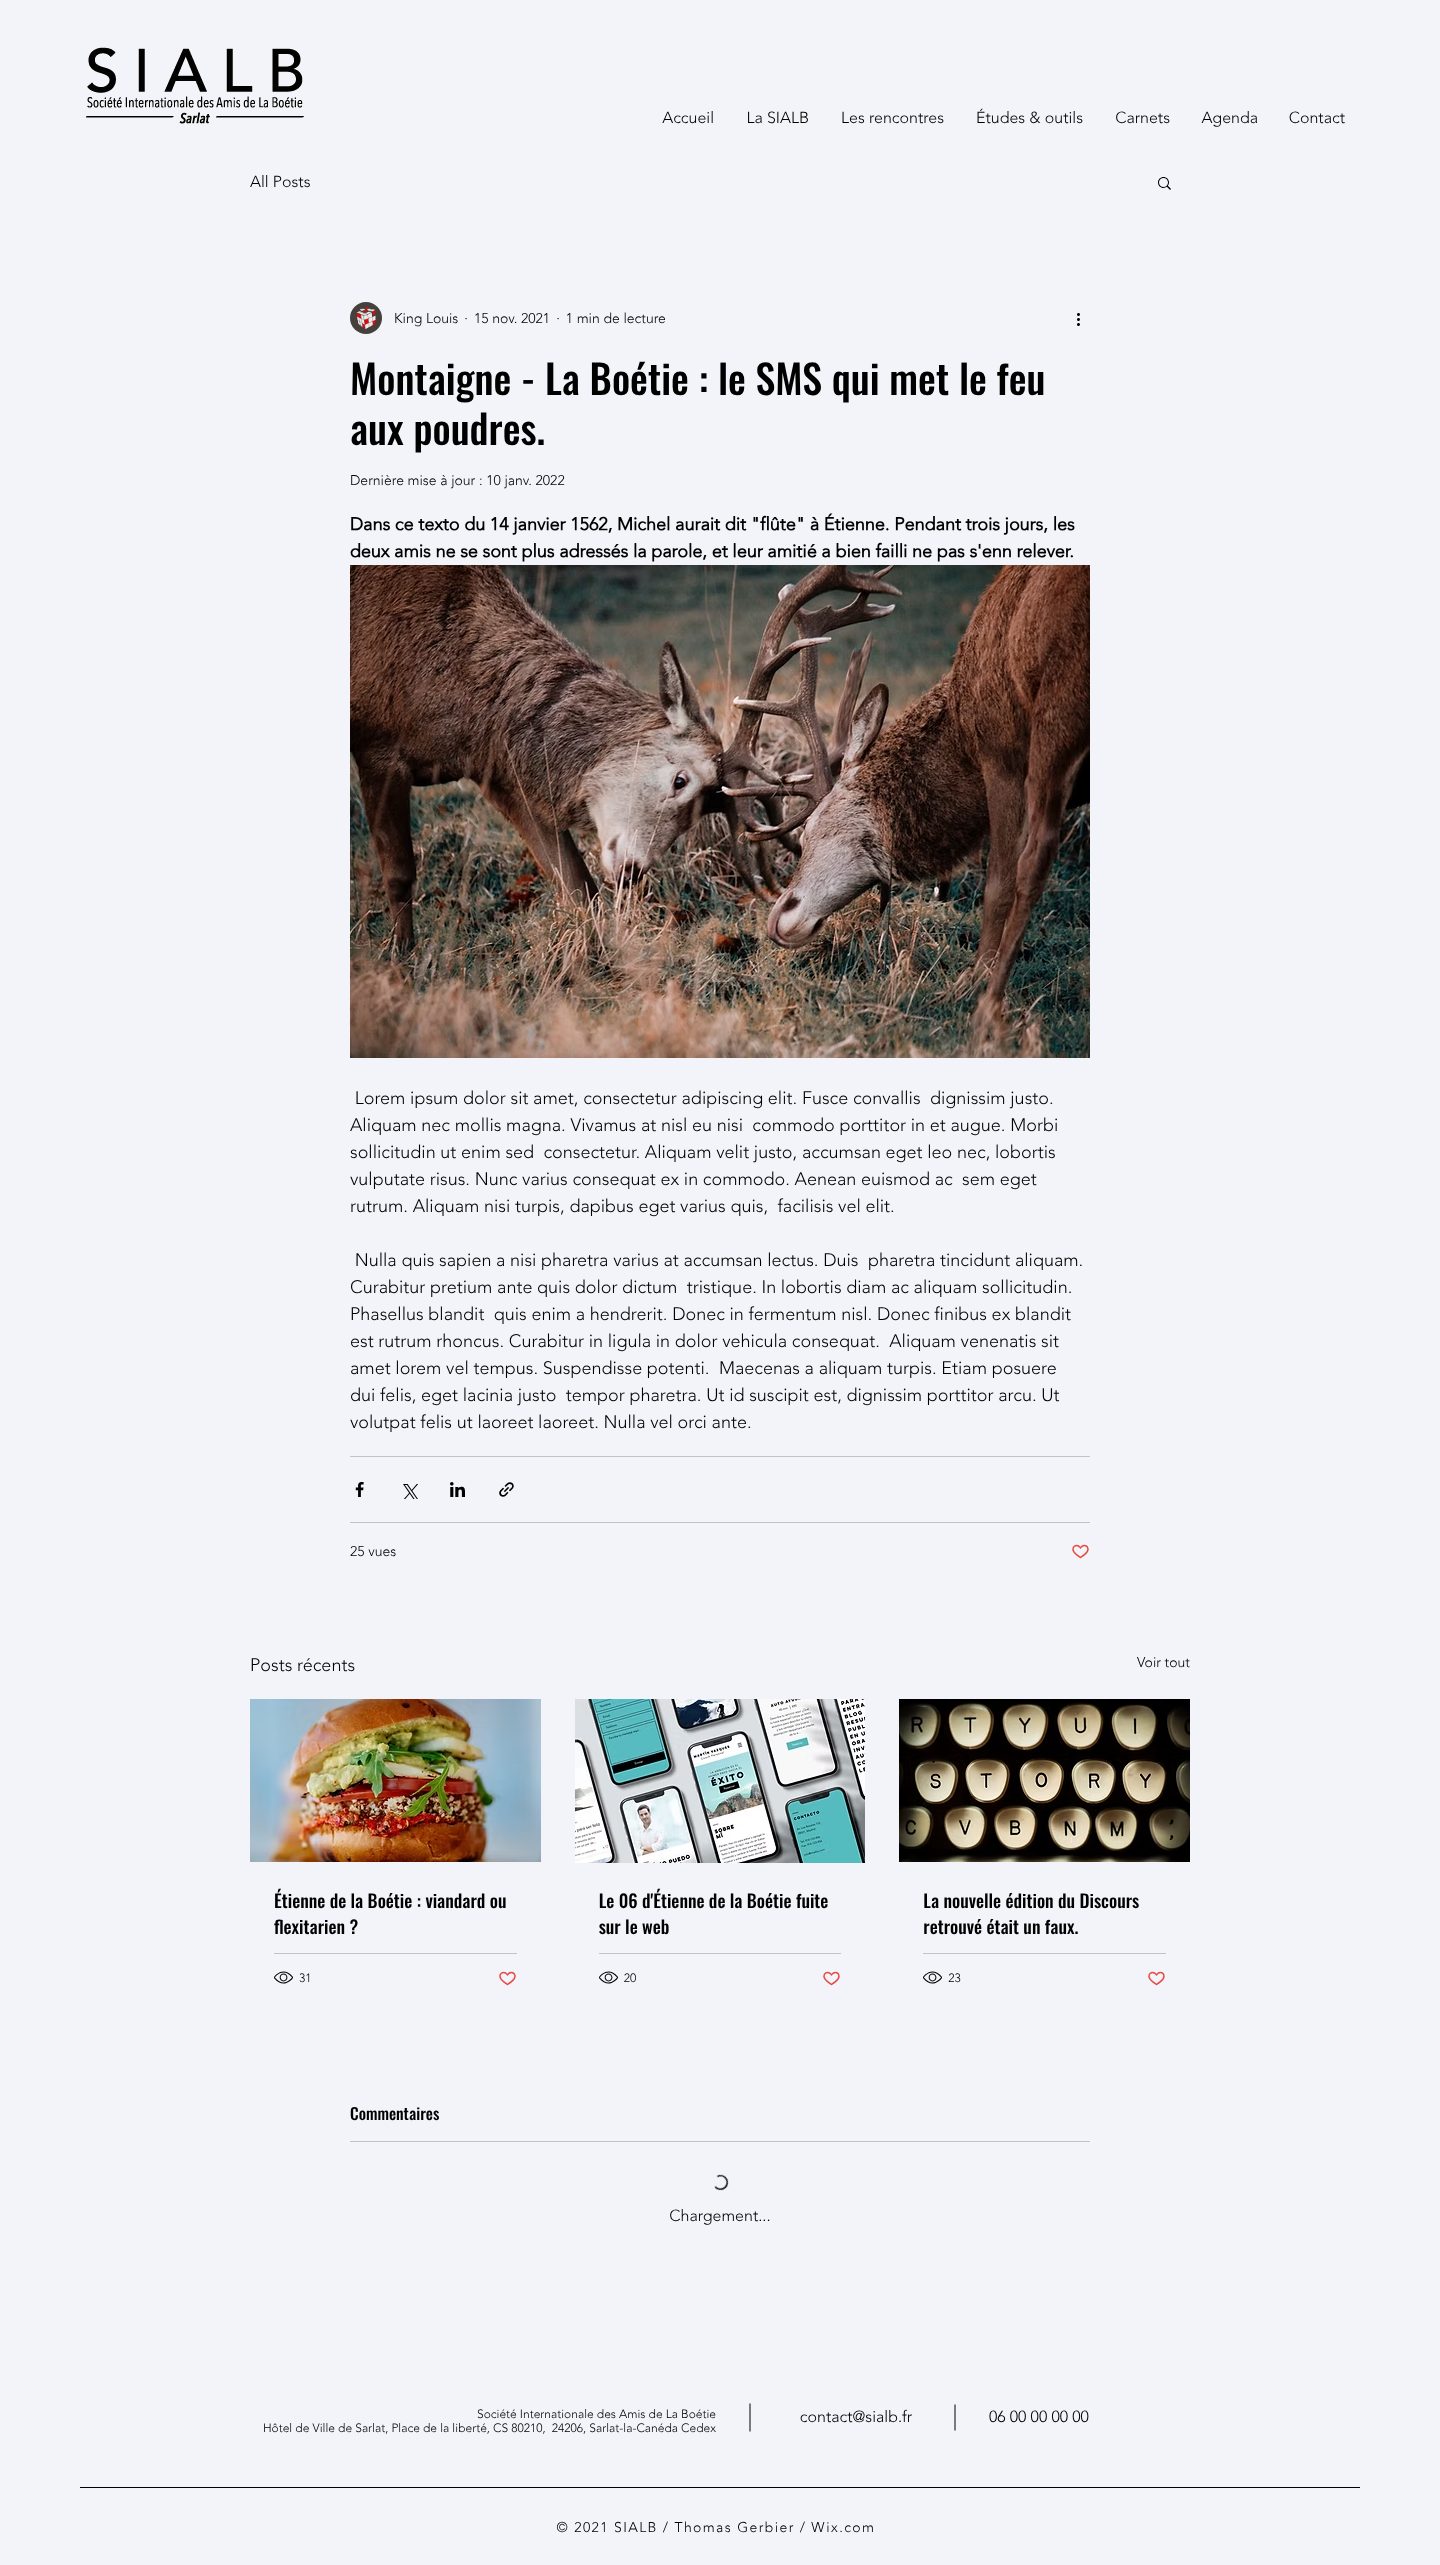 SIALB
Société Internationale des Amis de La Boétie
Sarlat
Accueil La SIALB Les rencontres Études & outils Carnets Agenda Contact
All Posts
King Louis · 15 nov. 2021 · 1 min de lecture
Montaigne - La Boétie : le SMS qui met le feu
aux poudres.
Dernière mise à jour : 10 janv. 2022
Dans ce texto du 14 janvier 1562, Michel aurait dit "flûte" à Étienne. Pendant trois jours, les
deux amis ne se sont plus adressés la parole, et leur amitié a bien failli ne pas s'enn relever.
Lorem ipsum dolor sit amet, consectetur adipiscing elit. Fusce convallis  dignissim justo.
Aliquam nec mollis magna. Vivamus at nisl eu nisi  commodo porttitor in et augue. Morbi
sollicitudin ut enim sed  consectetur. Aliquam velit justo, accumsan eget leo nec, lobortis
vulputate risus. Nunc varius consequat ex in commodo. Aenean euismod ac  sem eget
rutrum. Aliquam nisi turpis, dapibus eget varius quis,  facilisis vel elit.
Nulla quis sapien a nisi pharetra varius at accumsan lectus. Duis  pharetra tincidunt aliquam.
Curabitur pretium ante quis dolor dictum  tristique. In lobortis diam ac aliquam sollicitudin.
Phasellus blandit  quis enim a hendrerit. Donec in fermentum nisl. Donec finibus ex blandit
est rutrum rhoncus. Curabitur in ligula in dolor vehicula consequat.  Aliquam venenatis sit
amet lorem vel tempus. Suspendisse potenti.  Maecenas a aliquam turpis. Etiam posuere
dui felis, eget lacinia justo  tempor pharetra. Ut id suscipit est, dignissim porttitor arcu. Ut
volutpat felis ut laoreet laoreet. Nulla vel orci ante.
25 vues
Posts récents
Voir tout
ÉXITO
SOBRE
MÍ
CONTACTO
R T Y U I
S T O R Y
C V B N M
Étienne de la Boétie : viandard ou
flexitarien ?
31
Le 06 d'Étienne de la Boétie fuite
sur le web
20
La nouvelle édition du Discours
retrouvé était un faux.
23
Commentaires
Chargement...
Société Internationale des Amis de La Boétie
Hôtel de Ville de Sarlat, Place de la liberté, CS 80210,  24206, Sarlat-la-Canéda Cedex
contact@sialb.fr
06 00 00 00 00
© 2021 SIALB / Thomas Gerbier / Wix.com